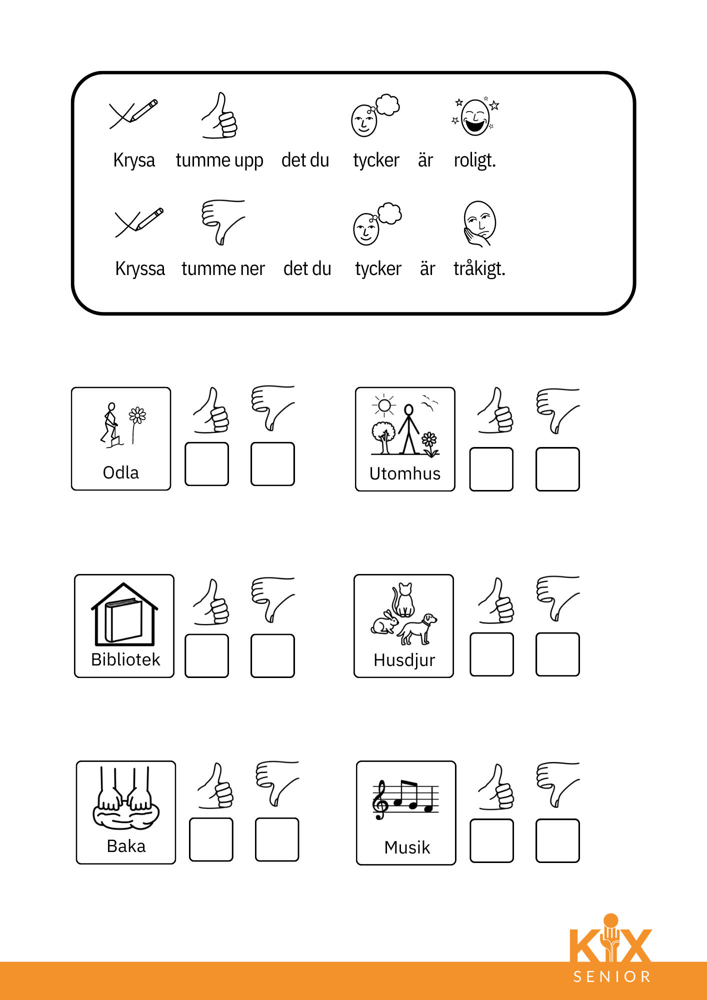 Krysa tumme upp det du tycker är roligt.
Kryssa tumme ner det du tycker är tråkigt.
Odla
Utomhus
Bibliotek
Husdjur
Baka
Musik
KIX
SENIOR